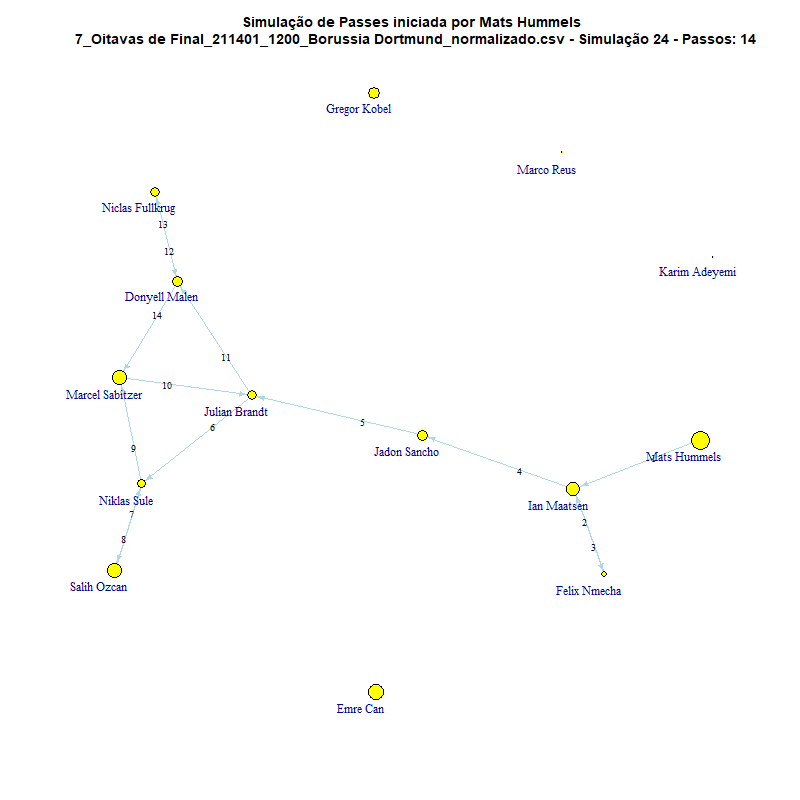 Simulação de Passes iniciada por Mats Hummels
7_Oitavas de Final_211401_1200_Borussia Dortmund_normalizado.csv - Simulação 24 - Passos: 14
Gregor Kobel
Marco Reus
Niclas Fullkrug
13
12
Karim Adeyemi
Donyell Malen
14
11
10
Marcel Sabitzer
Julian Brandt
5
6
9
Jadon Sancho
Mats Hummels
4
Niklas Sule
Ian Maatsen
7
2
8
3
Salih Ozcan
Felix Nmecha
Emre Can